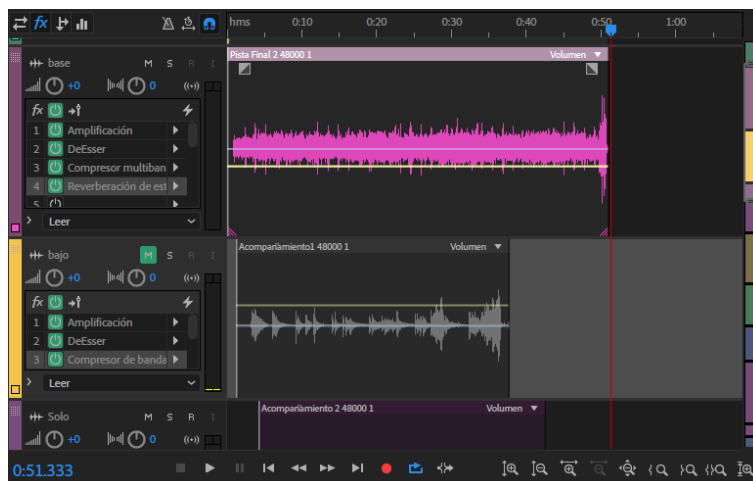 fx
hms 0:10 0:20 0:30 0:40 0:50 1:00
base M S R I
+0 0
fx
1 Amplificación
2 DeEsser
3 Compresor multiban
4 Reverberación de est
5
Leer
Pista Final 2 48000 1 Volumen
bajo M S R I
+0 0
fx
1 Amplificación
2 DeEsser
3 Compresor de banda
Leer
Acompañamiento1 48000 1 Volumen
Solo M S R I
+0 0
Acompañamiento 2 48000 1 Volumen
0:51.333